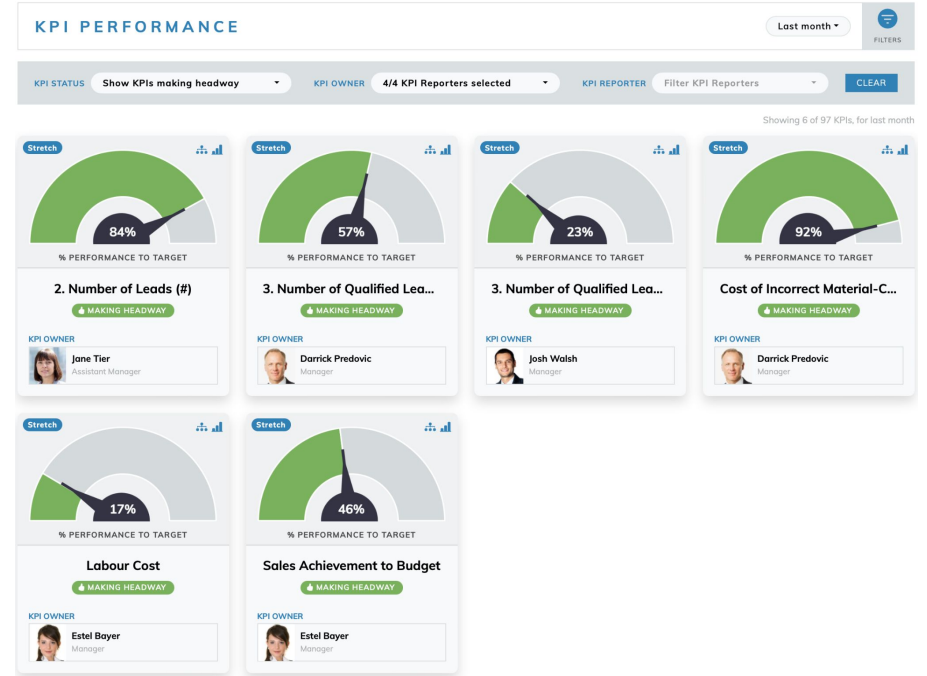 KPI PERFORMANCE
Last month
FILTERS
KPI STATUS Show KPIs making headway KPI OWNER 4/4 KPI Reporters selected KPI REPORTER Filter KPI Reporters CLEAR
Showing 6 of 97 KPIs, for last month
Stretch
84%
% PERFORMANCE TO TARGET
2. Number of Leads (#)
MAKING HEADWAY
KPI OWNER
Jane Tier
Assistant Manager
Stretch
57%
% PERFORMANCE TO TARGET
3. Number of Qualified Lea...
MAKING HEADWAY
KPI OWNER
Darrick Predovic
Manager
Stretch
23%
% PERFORMANCE TO TARGET
3. Number of Qualified Lea...
MAKING HEADWAY
KPI OWNER
Josh Walsh
Manager
Stretch
92%
% PERFORMANCE TO TARGET
Cost of Incorrect Material-C...
MAKING HEADWAY
KPI OWNER
Darrick Predovic
Manager
Stretch
17%
% PERFORMANCE TO TARGET
Labour Cost
MAKING HEADWAY
KPI OWNER
Estel Bayer
Manager
Stretch
46%
% PERFORMANCE TO TARGET
Sales Achievement to Budget
MAKING HEADWAY
KPI OWNER
Estel Bayer
Manager